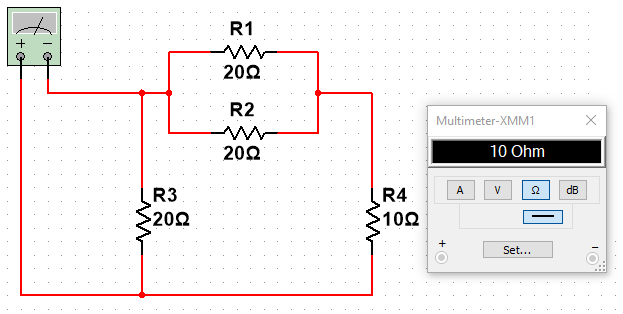 + −
R1
20Ω
R2
20Ω
R3
20Ω
R4
10Ω
Multimeter-XMM1
10 Ohm
A V Ω dB
+ Set... −